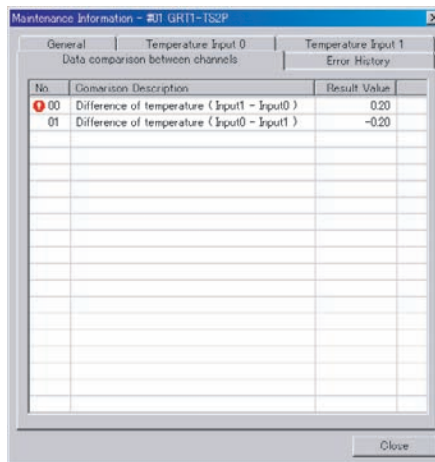 Maintenance Information - #01 GRT1-TS2P
General Temperature Input 0 Temperature Input 1
Data comparison between channels Error History
No. Comarison Description Result Value
00 Difference of temperature ( Input1 - Input0 ) 0.20
01 Difference of temperature ( Input0 - Input1 ) -0.20
Close